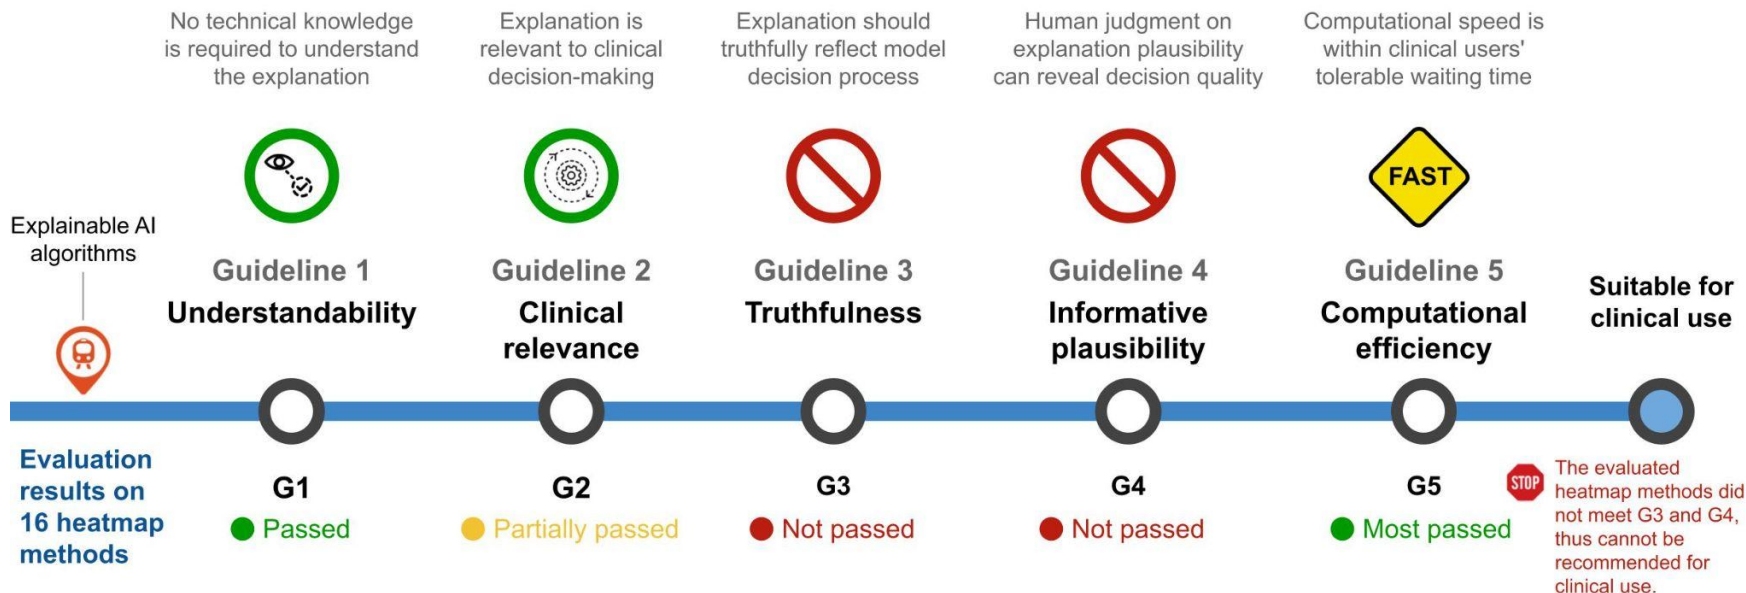 No technical knowledge
is required to understand
the explanation
Explanation is
relevant to clinical
decision-making
Explanation should
truthfully reflect model
decision process
Human judgment on
explanation plausibility
can reveal decision quality
Computational speed is
within clinical users'
tolerable waiting time
FAST
Explainable AI
algorithms
Guideline 1
Understandability
Guideline 2
Clinical
relevance
Guideline 3
Truthfulness
Guideline 4
Informative
plausibility
Guideline 5
Computational
efficiency
Suitable for
clinical use
Evaluation
results on
16 heatmap
methods
G1
Passed
G2
Partially passed
G3
Not passed
G4
Not passed
G5
Most passed
STOP
The evaluated
heatmap methods did
not meet G3 and G4,
thus cannot be
recommended for
clinical use.